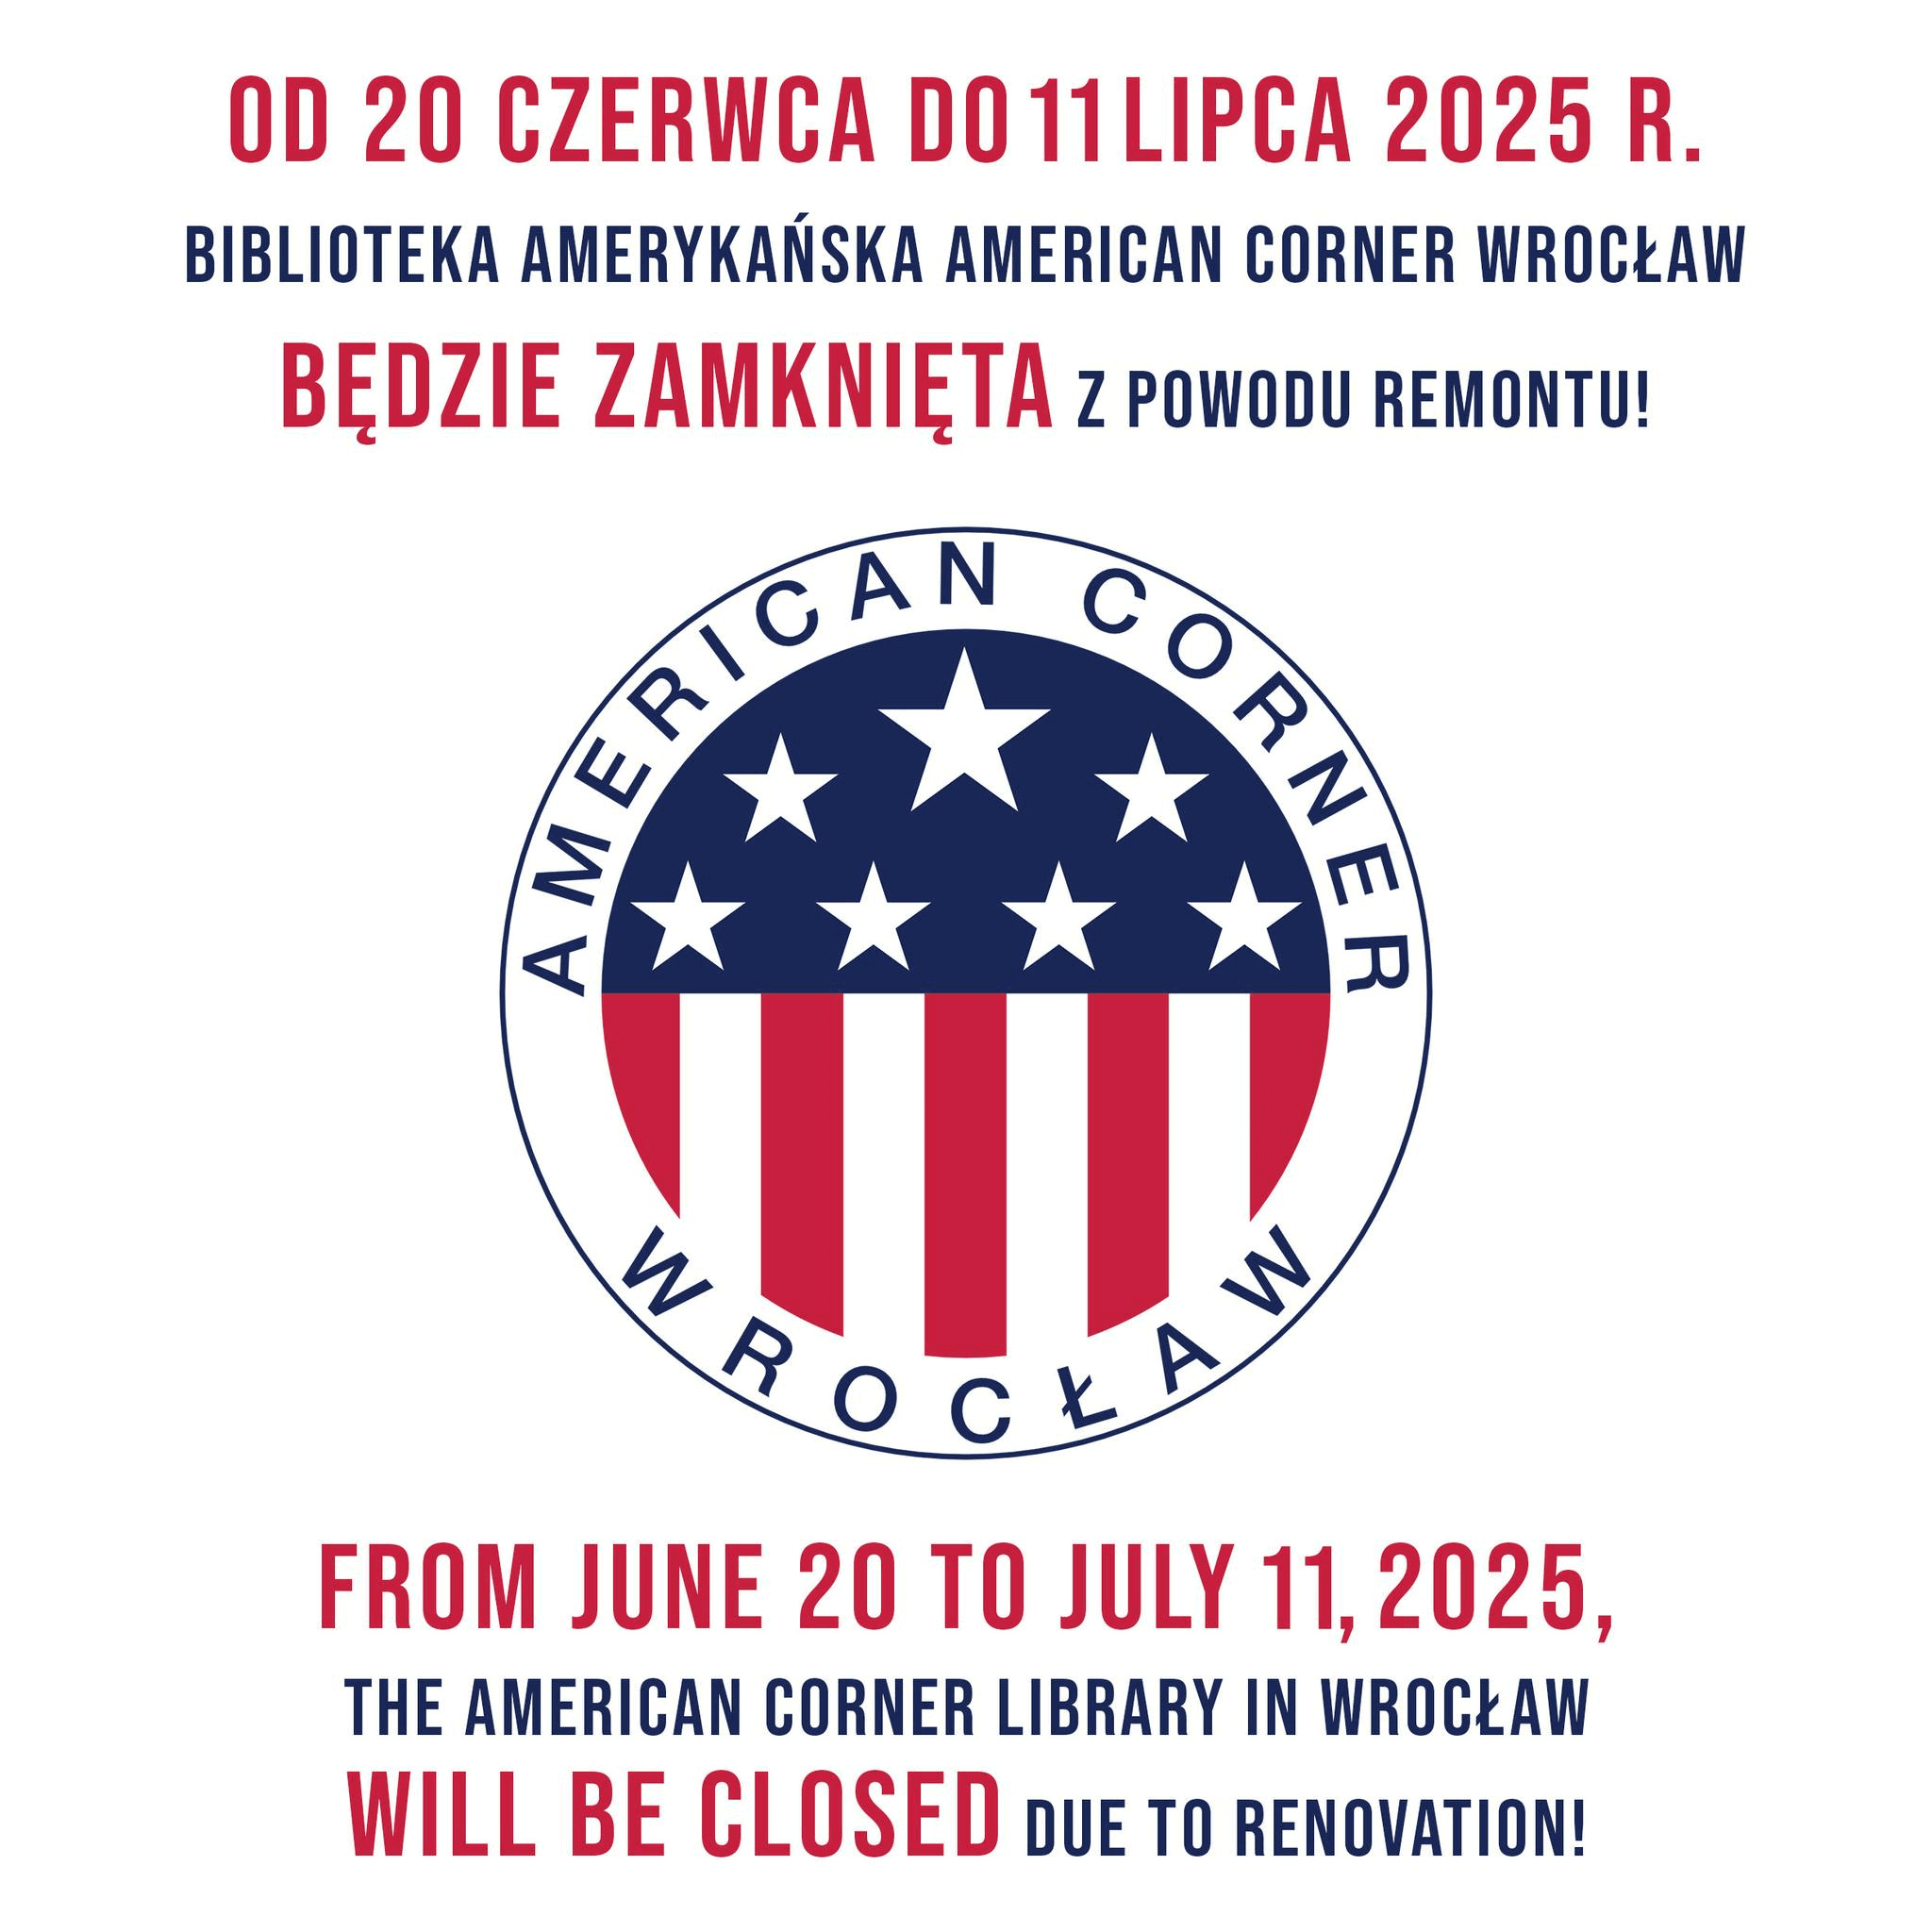 OD 20 CZERWCA DO 11 LIPCA 2025 R.
BIBLIOTEKA AMERYKAŃSKA AMERICAN CORNER WROCŁAW
BĘDZIE ZAMKNIĘTA Z POWODU REMONTU!
AMERICAN CORNER
WROCŁAW
FROM JUNE 20 TO JULY 11, 2025,
THE AMERICAN CORNER LIBRARY IN WROCŁAW
WILL BE CLOSED DUE TO RENOVATION!